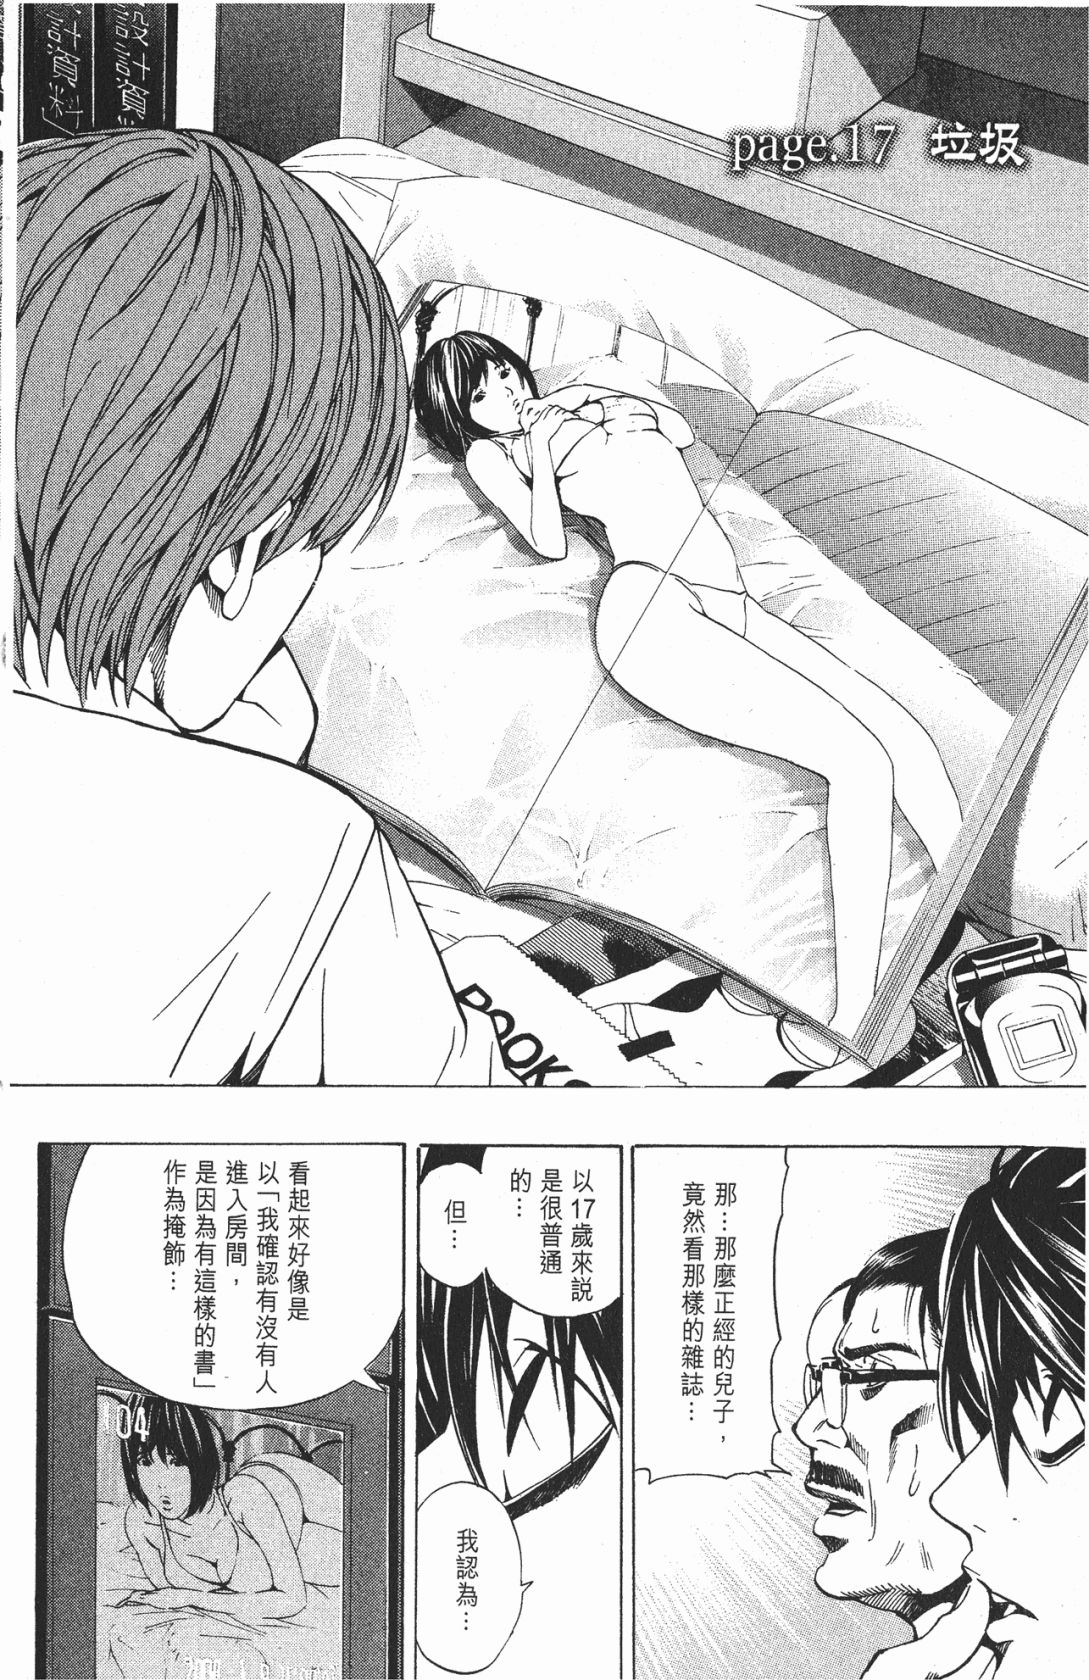 設計資
設計資料
page.17 垃圾
BOOKS
那…那麼正經的兒子，
竟然看那樣的雜誌…
以17歲來説
是很普通
的…
但…
我認為…
看起來好像是
以「我確認有沒有人
進入房間，
是因為有這樣的書」
作為掩飾…
104